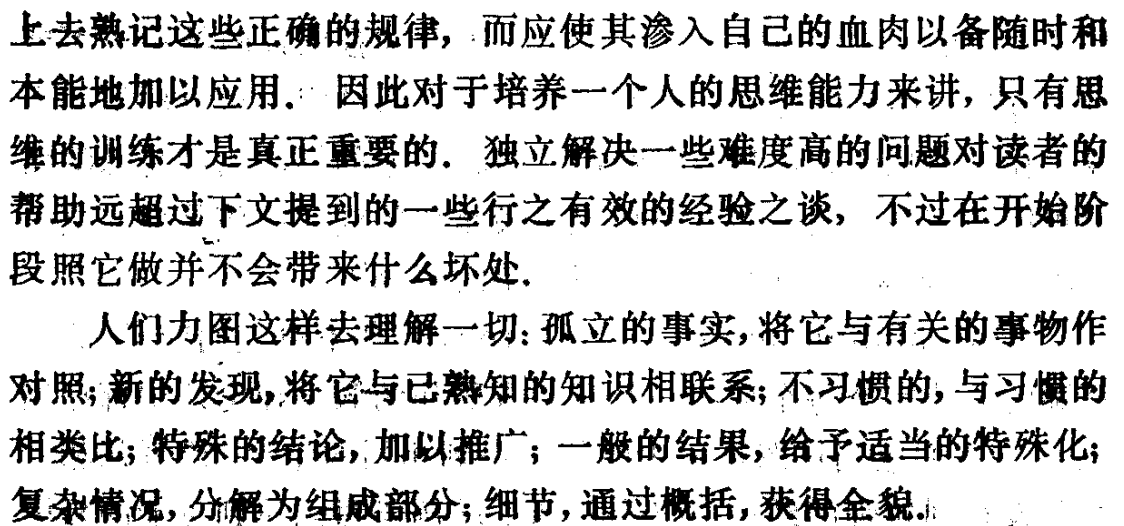 上去熟记这些正确的规律，而应使其渗入自己的血肉以备随时和
本能地加以应用．因此对于培养一个人的思维能力来讲，只有思
维的训练才是真正重要的．独立解决一些难度高的问题对读者的
帮助远超过下文提到的一些行之有效的经验之谈，不过在开始阶
段照它做并不会带来什么坏处．
人们力图这样去理解一切：孤立的事实，将它与有关的事物作
对照；新的发现，将它与已熟知的知识相联系；不习惯的，与习惯的
相类比；特殊的结论，加以推广；一般的结果，给予适当的特殊化；
复杂情况，分解为组成部分；细节，通过概括，获得全貌．